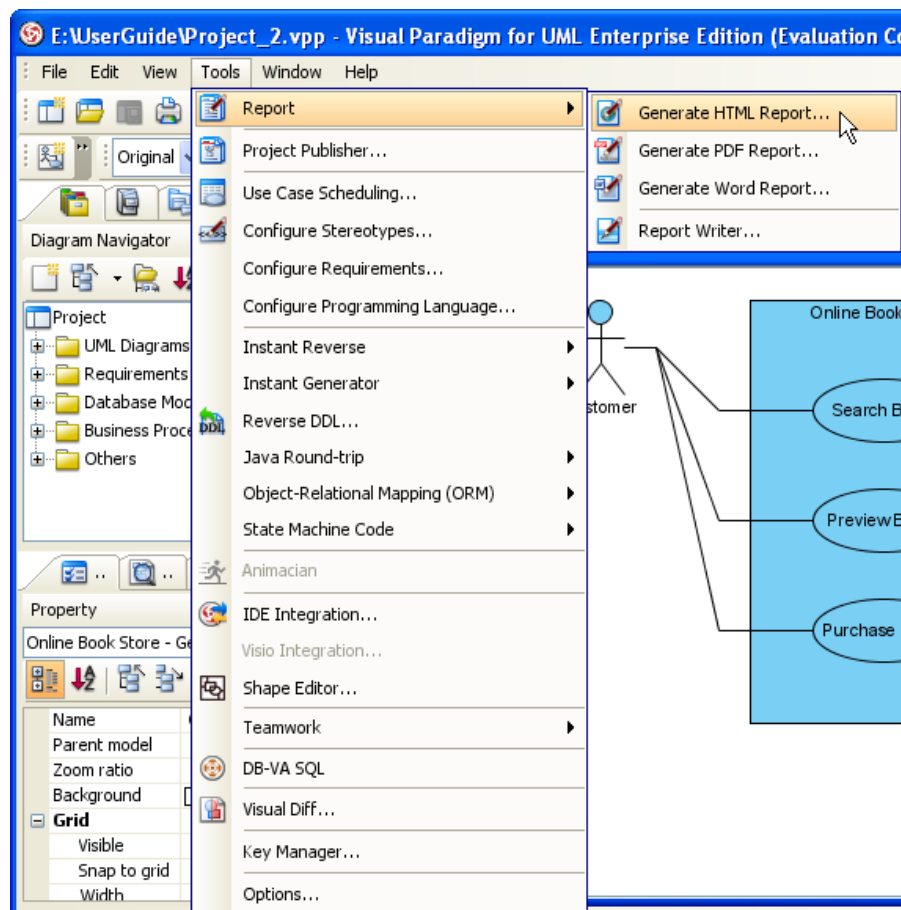 E:\UserGuide\Project_2.vpp - Visual Paradigm for UML Enterprise Edition (Evaluation Co
File Edit View Tools Window Help
Original
Diagram Navigator
Project
UML Diagrams
Requirements
Database Mod
Business Proce
Others
Property
Online Book Store - Ge
Name
Parent model
Zoom ratio
Background
Grid
Visible
Snap to grid
Width
Report
Project Publisher...
Use Case Scheduling...
Configure Stereotypes...
Configure Requirements...
Configure Programming Language...
Instant Reverse
Instant Generator
Reverse DDL...
Java Round-trip
Object-Relational Mapping (ORM)
State Machine Code
Animacian
IDE Integration...
Visio Integration...
Shape Editor...
Teamwork
DB-VA SQL
Visual Diff...
Key Manager...
Options...
Generate HTML Report...
Generate PDF Report...
Generate Word Report...
Report Writer...
stomer
Online Book
Search B
Preview B
Purchase